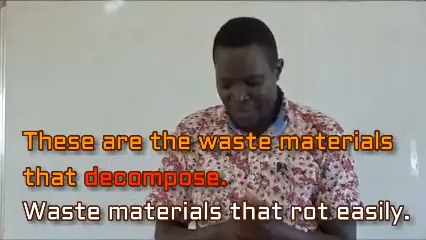 These are the waste materials
that decompose.
Waste materials that rot easily.